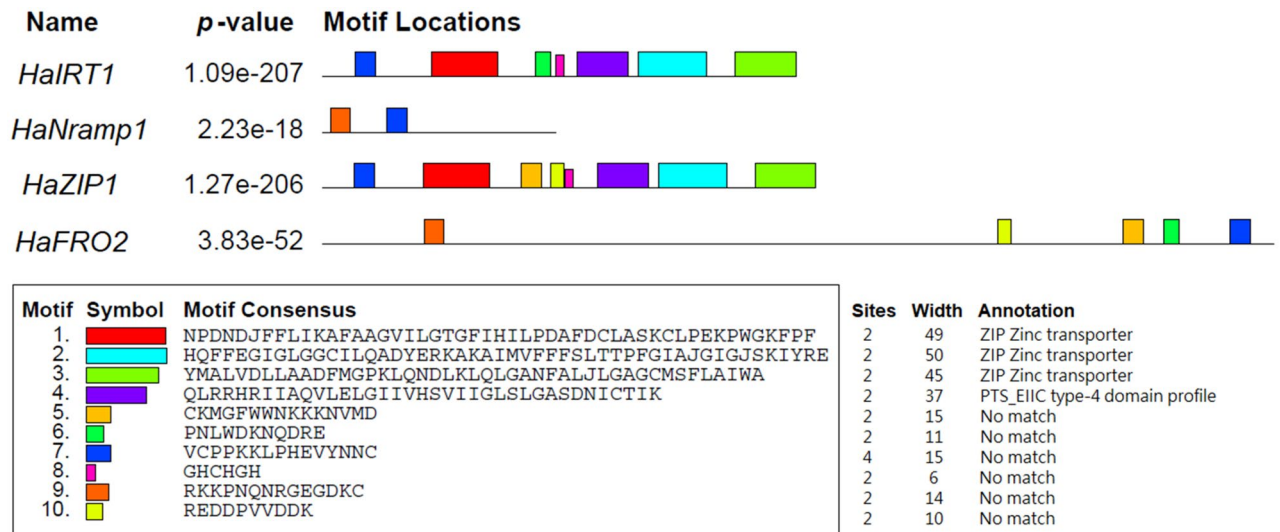 Name p-value Motif Locations
HaIRT1 1.09e-207
HaNramp1 2.23e-18
HaZIP1 1.27e-206
HaFRO2 3.83e-52
Motif Symbol Motif Consensus Sites Width Annotation
1. NPDNDJFFLIKAFAAGVILGTGFIHILPDAFDCLASKCLPEKPWGKFPF 2 49 ZIP Zinc transporter
2. HQFFEGIGLGGCILQADYERKAKAIMVFFFSLTTPFGIAJGIGJSKIYRE 2 50 ZIP Zinc transporter
3. YMALVDLLAADFMGPKLQNDLKLQLGANFALJLGAGCMSFLAIWA 2 45 ZIP Zinc transporter
4. QLRRHRIIAQVLELGIIVHSVIIGLSLGASDNICTIK 2 37 PTS_EIIC type-4 domain profile
5. CKMGFWWNKKKNVMD 2 15 No match
6. PNLWDKNQDRE 2 11 No match
7. VCPPKKLPHEVYNNC 4 15 No match
8. GHCHGH 2 6 No match
9. RKKPNQNRGEGDKC 2 14 No match
10. REDDPVVDDK 2 10 No match